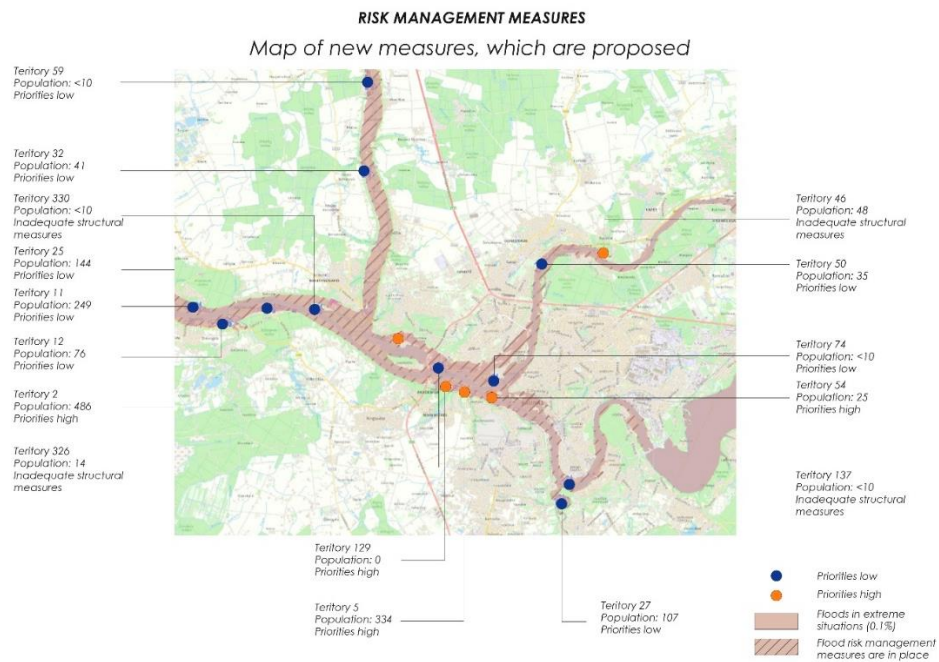 RISK MANAGEMENT MEASURES
Map of new measures, which are proposed
Teritory 59
Population: <10
Priorities low
Teritory 32
Population: 41
Priorities low
Teritory 330
Population: <10
Inadequate structural
measures
Teritory 25
Population: 144
Priorities low
Teritory 11
Population: 249
Priorities low
Teritory 12
Population: 76
Priorities low
Teritory 2
Population: 486
Priorities high
Teritory 326
Population: 14
Inadequate structural
measures
Teritory 46
Population: 48
Inadequate structural
measures
Teritory 50
Population: 35
Priorities low
Teritory 74
Population: <10
Priorities low
Teritory 54
Population: 25
Priorities high
Teritory 137
Population: <10
Inadequate structural
measures
Teritory 129
Population: 0
Priorities high
Teritory 5
Population: 334
Priorities high
Teritory 27
Population: 107
Priorities low
Priorities low
Priorities high
Floods in extreme
situations (0.1%)
Flood risk management
measures are in place